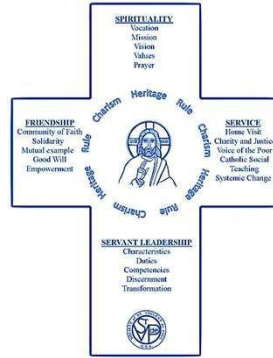 SPIRITUALITY
Vocation
Mission
Vision
Values
Prayer
FRIENDSHIP
Community of Faith
Solidarity
Mutual example
Good Will
Empowerment
Charism Heritage Rule Charism Heritage Rule Charism Heritage Rule
SERVICE
Home Visit
Charity and Justice
Voice of the Poor
Catholic Social
Teaching
Systemic Change
SERVANT LEADERSHIP
Characteristics
Duties
Competencies
Discernment
Transformation